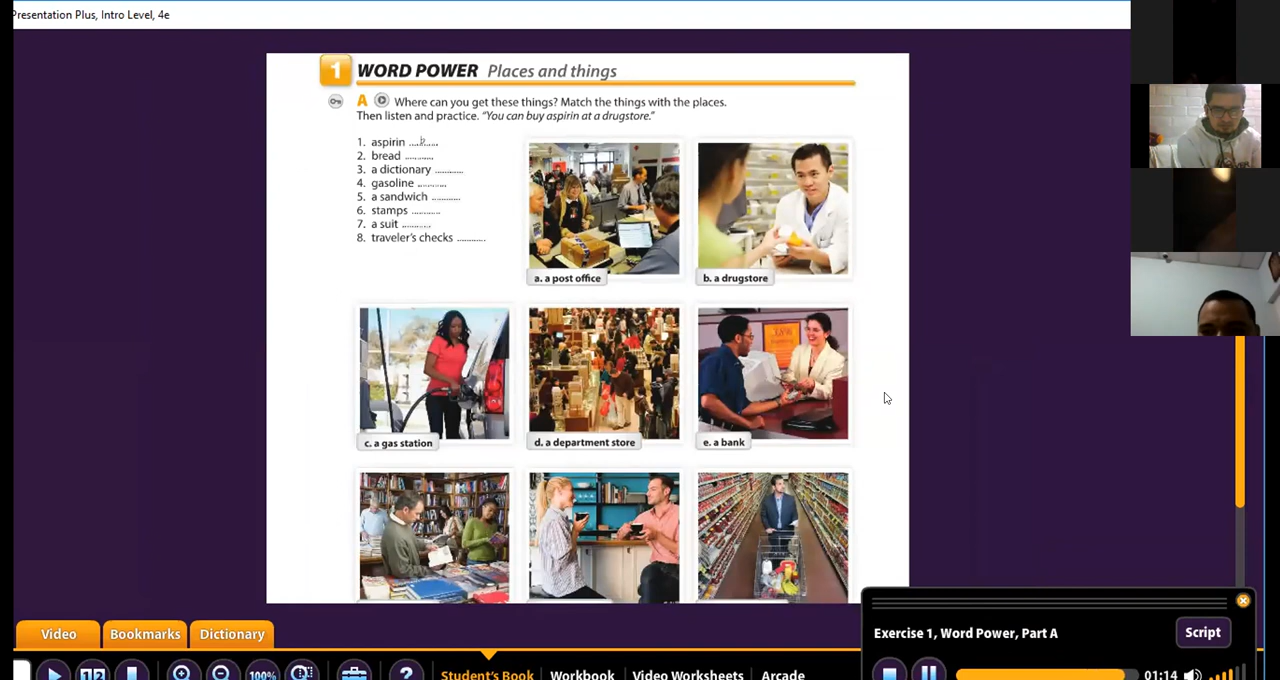 Presentation Plus, Intro Level, 4e
1 WORD POWER Places and things
A Where can you get these things? Match the things with the places.
Then listen and practice. "You can buy aspirin at a drugstore."
1. aspirin ....b.....
2. bread ..........
3. a dictionary ..........
4. gasoline ..........
5. a sandwich ..........
6. stamps ..........
7. a suit ..........
8. traveler's checks ..........
a. a post office
b. a drugstore
c. a gas station
d. a department store
e. a bank
Exercise 1, Word Power, Part A
Script
Video
Bookmarks
Dictionary
100%
?
Student's Book
Workbook
Video Worksheets
Arcade
01:14